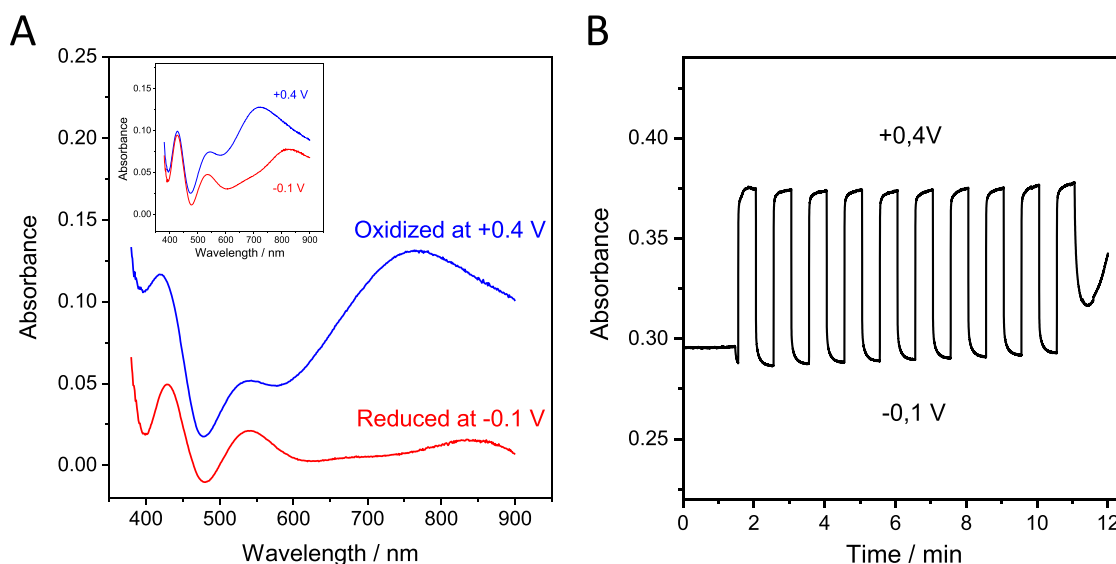 A
0.25
0.20
0.15
0.10
0.05
0.00
Absorbance
400 500 600 700 800 900
Wavelength / nm
Oxidized at +0.4 V
Reduced at -0.1 V
0.15
0.10
0.05
0.00
Absorbance
400 500 600 700 800 900
Wavelength / nm
+0.4 V
-0.1 V
B
0.40
0.35
0.30
0.25
Absorbance
0 2 4 6 8 10 12
Time / min
+0,4V
-0,1 V